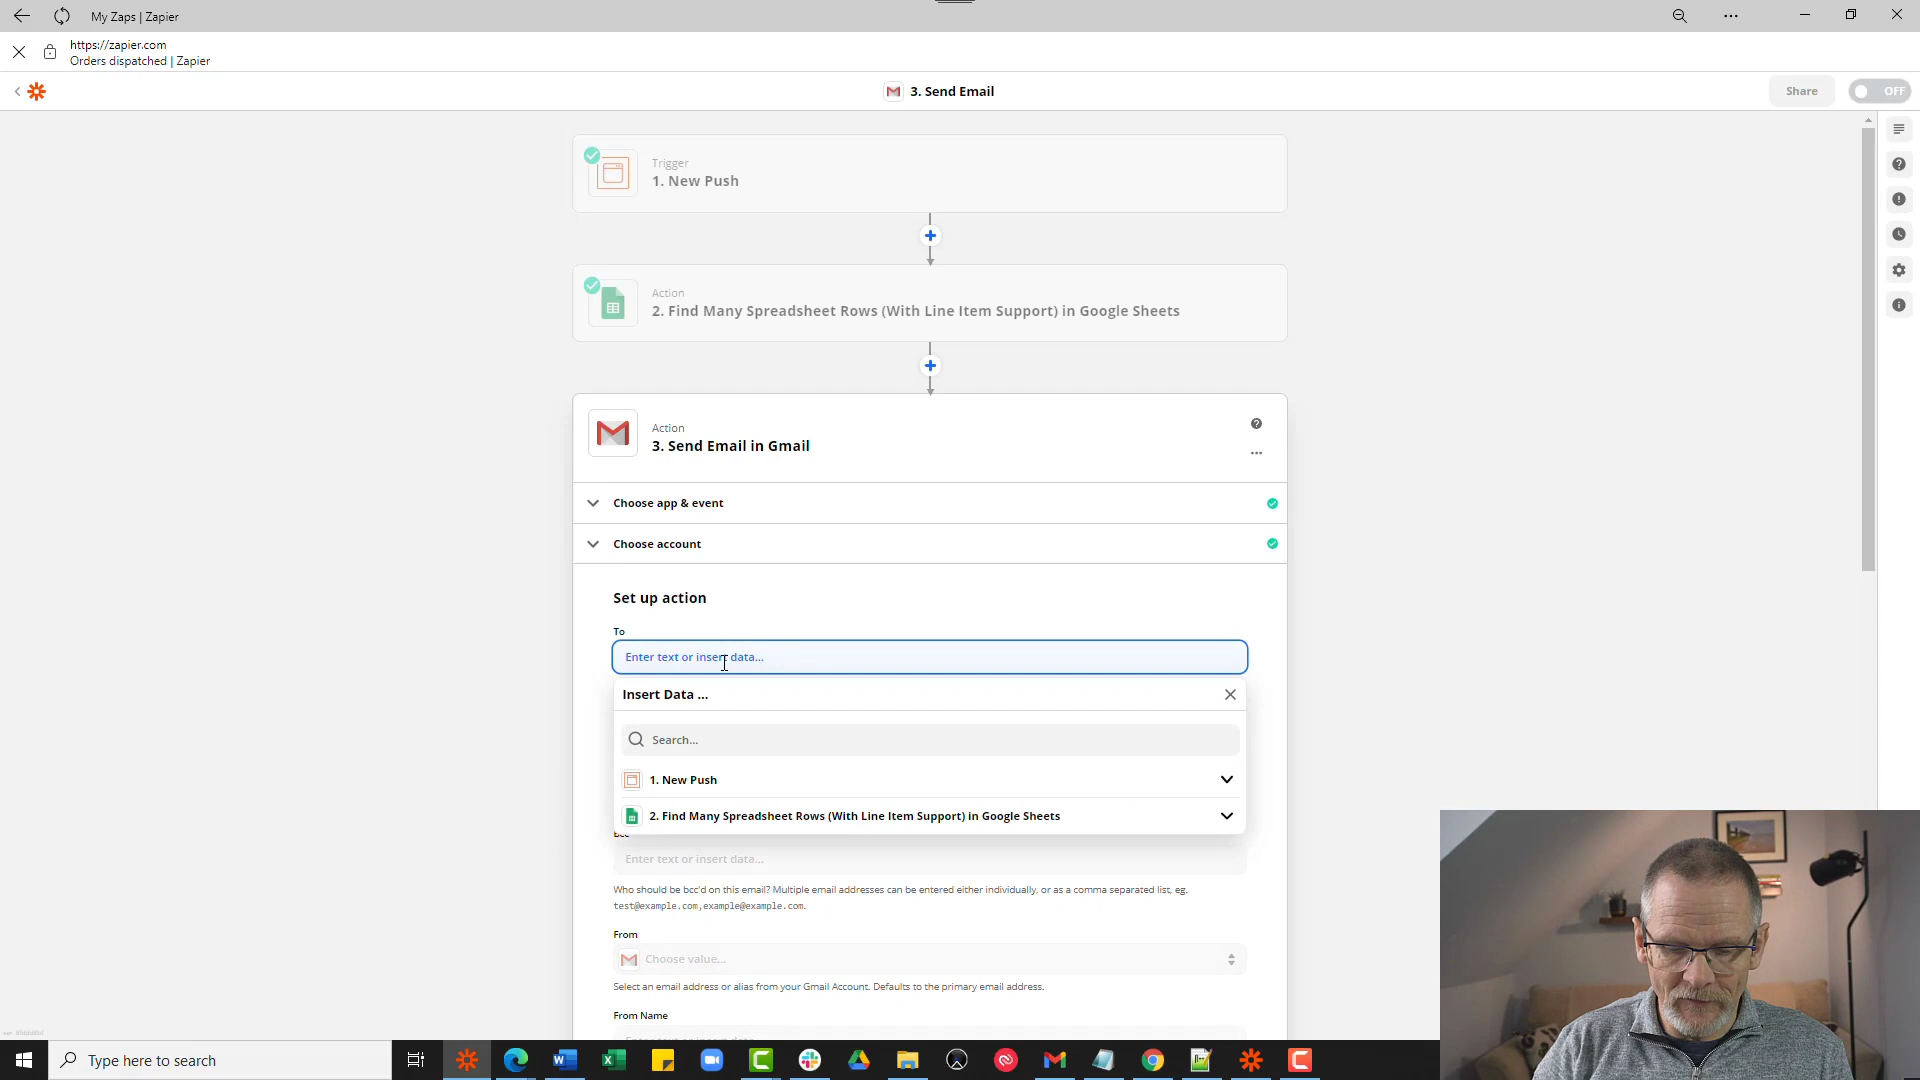 My Zaps | Zapier
https://zapier.com
Orders dispatched | Zapier
3. Send Email
Share
OFF
Trigger
1. New Push
Action
2. Find Many Spreadsheet Rows (With Line Item Support) in Google Sheets
Action
3. Send Email in Gmail
Choose app & event
Choose account
Set up action
To
Enter text or insert data...
Insert Data ...
Search...
1. New Push
2. Find Many Spreadsheet Rows (With Line Item Support) in Google Sheets
Bcc
Enter text or insert data...
Who should be bcc'd on this email? Multiple email addresses can be entered either individually, or as a comma separated list, eg.
test@example.com,example@example.com.
From
Choose value...
Select an email address or alias from your Gmail Account. Defaults to the primary email address.
From Name
Type here to search